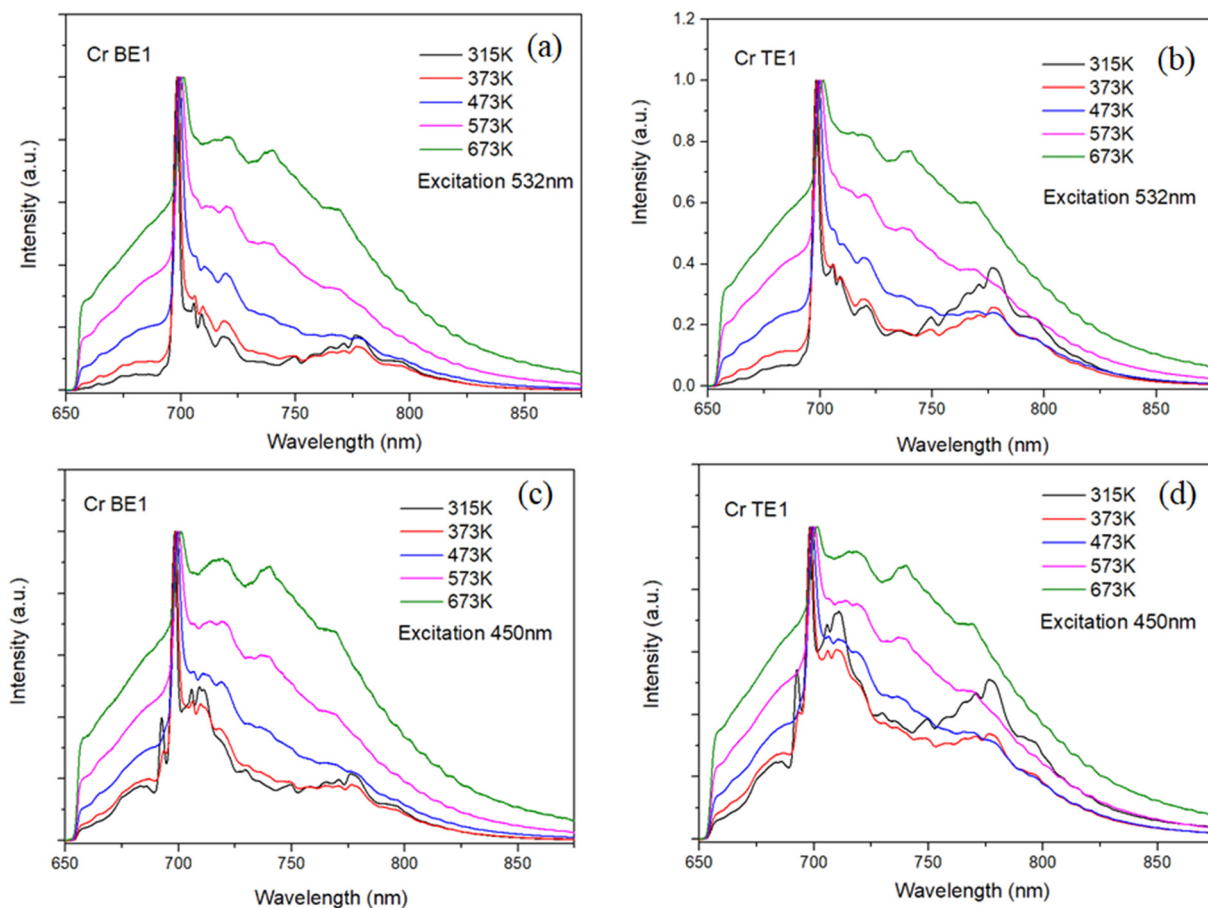 Cr BE1
(a)
315K
373K
473K
573K
673K
Excitation 532nm
Intensity (a.u.)
650 700 750 800 850
Wavelength (nm)
Cr TE1
(b)
315K
373K
473K
573K
673K
Excitation 532nm
Intensity (a.u.)
1.2
1.0
0.8
0.6
0.4
0.2
0.0
650 700 750 800 850
Wavelength (nm)
Cr BE1
(c)
315K
373K
473K
573K
673K
Excitation 450nm
Intensity (a.u.)
650 700 750 800 850
Wavelength (nm)
Cr TE1
(d)
315K
373K
473K
573K
673K
Excitation 450nm
Intensity (a.u.)
650 700 750 800 850
Wavelength (nm)